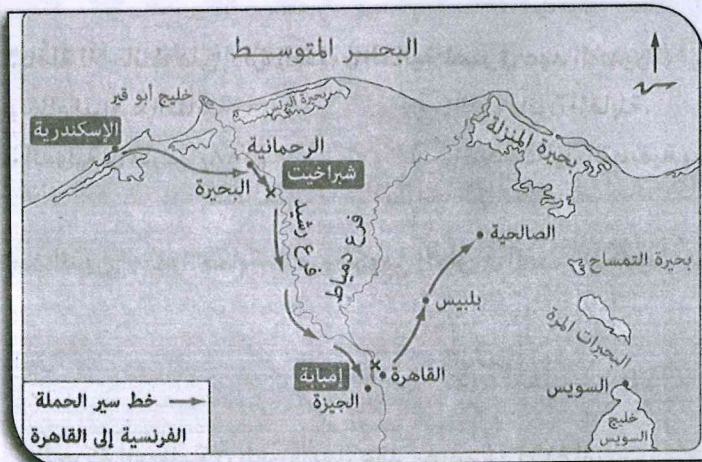 البحر المتوسط
خليج أبو قير
بحيرة البرلس
الإسكندرية
الرحمانية
بحيرة المنزلة
شبراخيت
البحيرة
فرع رشيد
فرع دمياط
الصالحية
بحيرة التمساح
بلبيس
البحيرات المرة
إمبابة
القاهرة
الجيزة
السويس
خليج
السويس
خط سير الحملة
الفرنسية إلى القاهرة